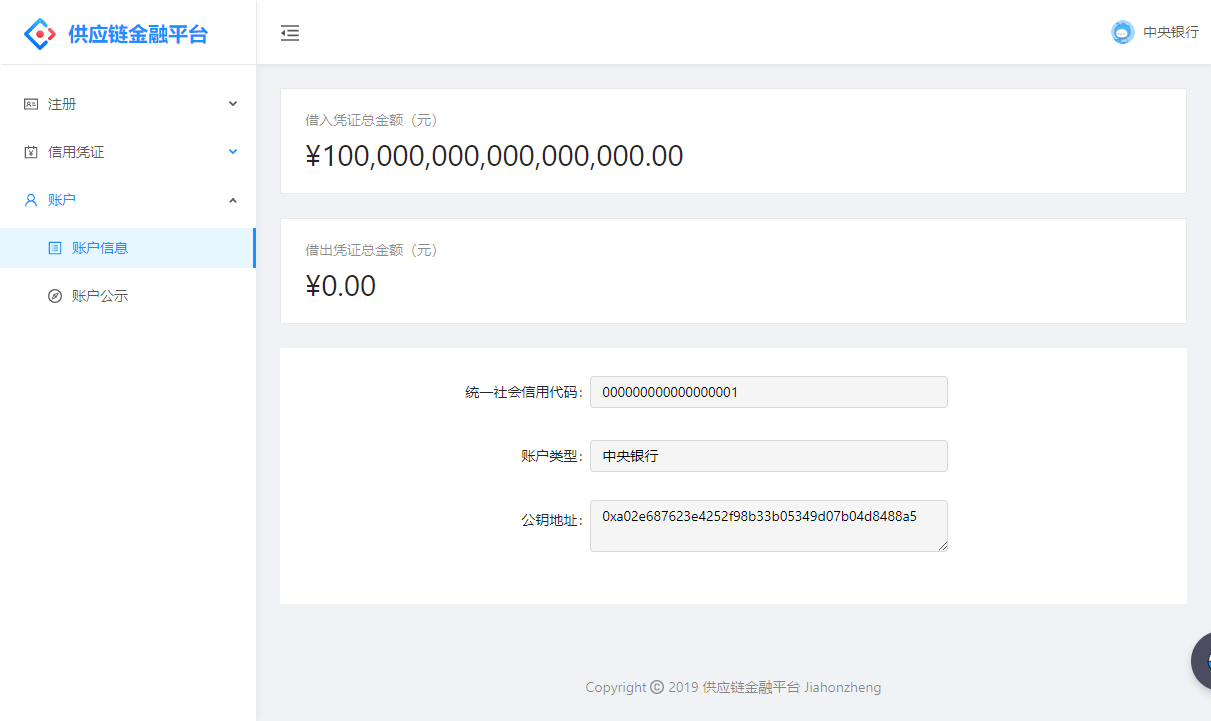 供应链金融平台
中央银行
注册
信用凭证
账户
账户信息
账户公示
借入凭证总金额（元）
¥100,000,000,000,000,000.00
借出凭证总金额（元）
¥0.00
统一社会信用代码: 000000000000000001
账户类型: 中央银行
公钥地址: 0xa02e687623e4252f98b33b05349d07b04d8488a5
Copyright © 2019 供应链金融平台 Jiahonzheng